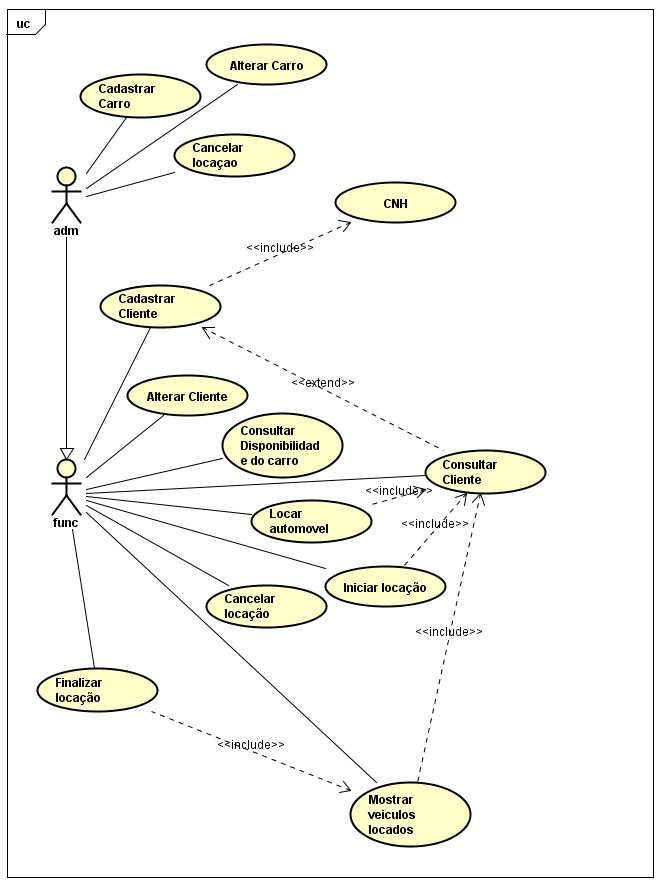 uc
Alterar Carro
Cadastrar
Carro
Cancelar
locaçao
adm
CNH
<<include>>
Cadastrar
Cliente
<<extend>>
Alterar Cliente
Consultar
Disponibilidad
e do carro
Consultar
Cliente
<<include>>
Locar
automovel
func
<<include>>
Iniciar locação
Cancelar
locação
<<include>>
Finalizar
locação
<<include>>
Mostrar
veiculos
locados